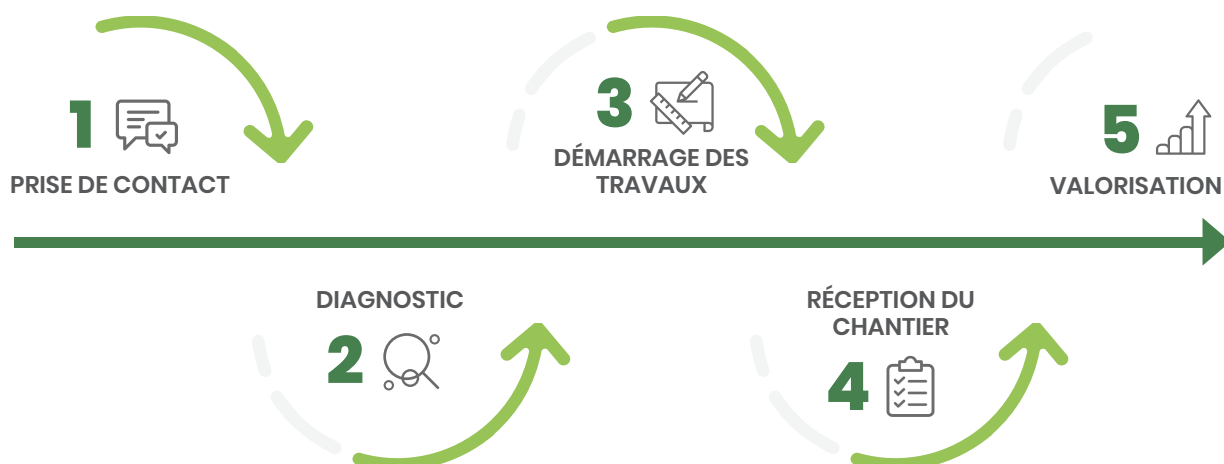 1
PRISE DE CONTACT
DIAGNOSTIC
2
3
DÉMARRAGE DES
TRAVAUX
RÉCEPTION DU
CHANTIER
4
5
VALORISATION